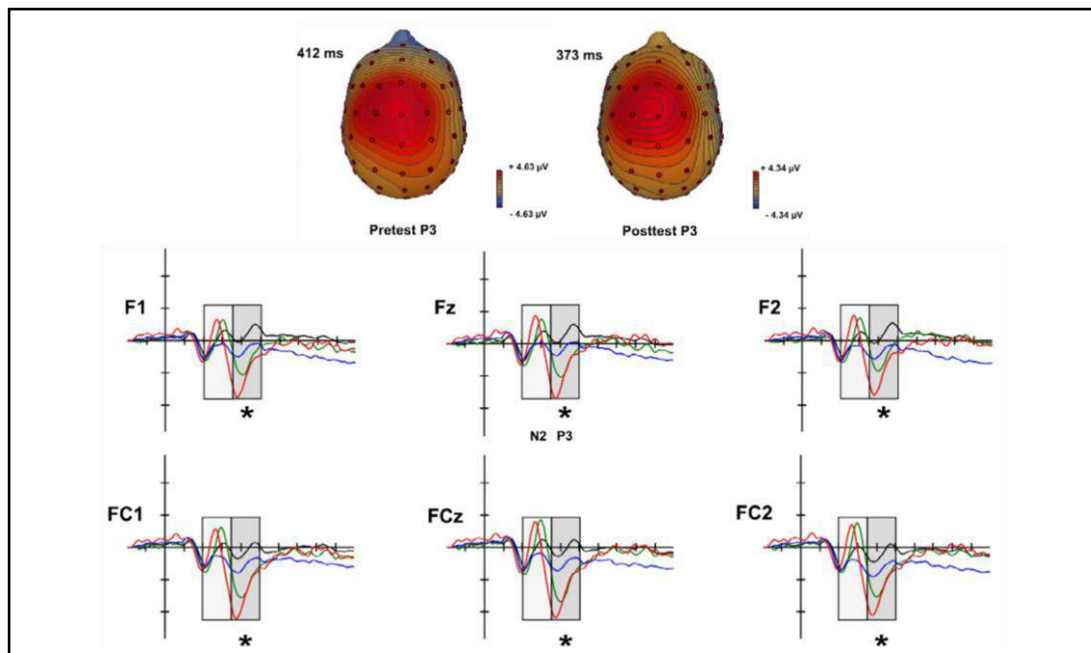 412 ms
373 ms
+ 4.63 µV
- 4.63 µV
+ 4.34 µV
- 4.34 µV
Pretest P3
Posttest P3
F1
Fz
F2
*
*
*
N2 P3
FC1
FCz
FC2
*
*
*